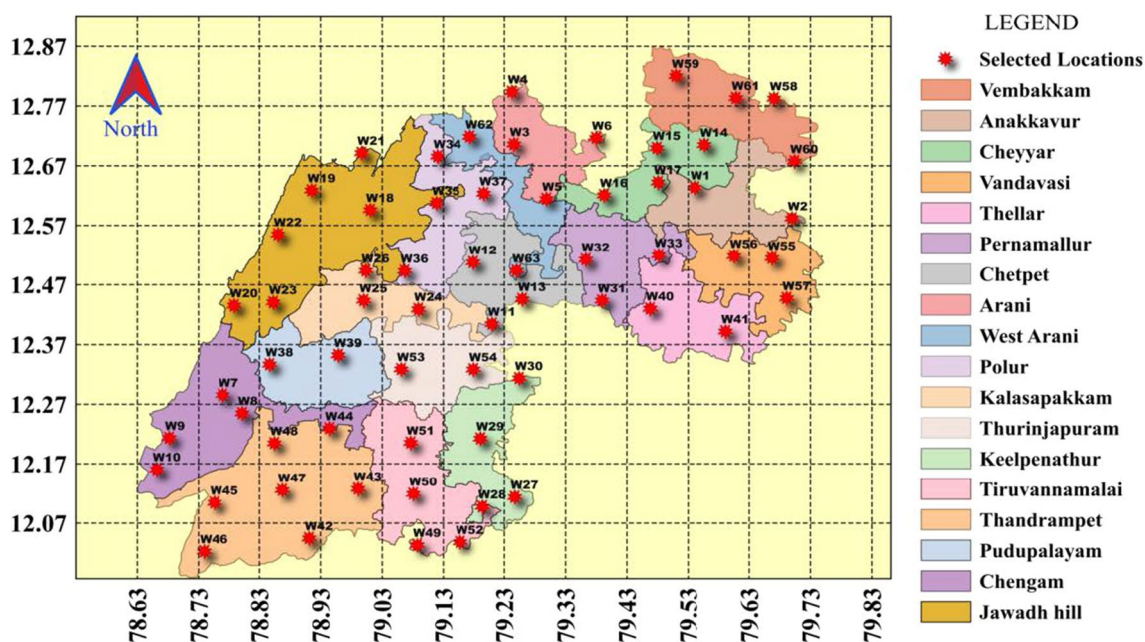 LEGEND
Selected Locations
Vembakkam
Anakkavur
Cheyyar
Vandavasi
Thellar
Pernamallur
Chetpet
Arani
West Arani
Polur
Kalasapakkam
Thurinjapuram
Keelpenathur
Tiruvannamalai
Thandrampet
Pudupalayam
Chengam
Jawadh hill
North
12.87
12.77
12.67
12.57
12.47
12.37
12.27
12.17
12.07
W59
W4
W61 W58
W62 W3 W6 W15 W14
W21 W34
W60
W19 W35 W37 W5 W16 W17 W1
W18
W2
W22
W12 W32 W33 W56 W55
W26 W36 W63
W20 W23 W25 W24 W13 W31 W40 W57
W11
W41
W38 W39
W53 W54 W30
W7
W8
W9 W48 W44 W51 W29
W10
W45 W47 W43 W50 W28 W27
W46 W42 W49 W52
78.63 78.73 78.83 78.93 79.03 79.13 79.23 79.33 79.43 79.53 79.63 79.73 79.83